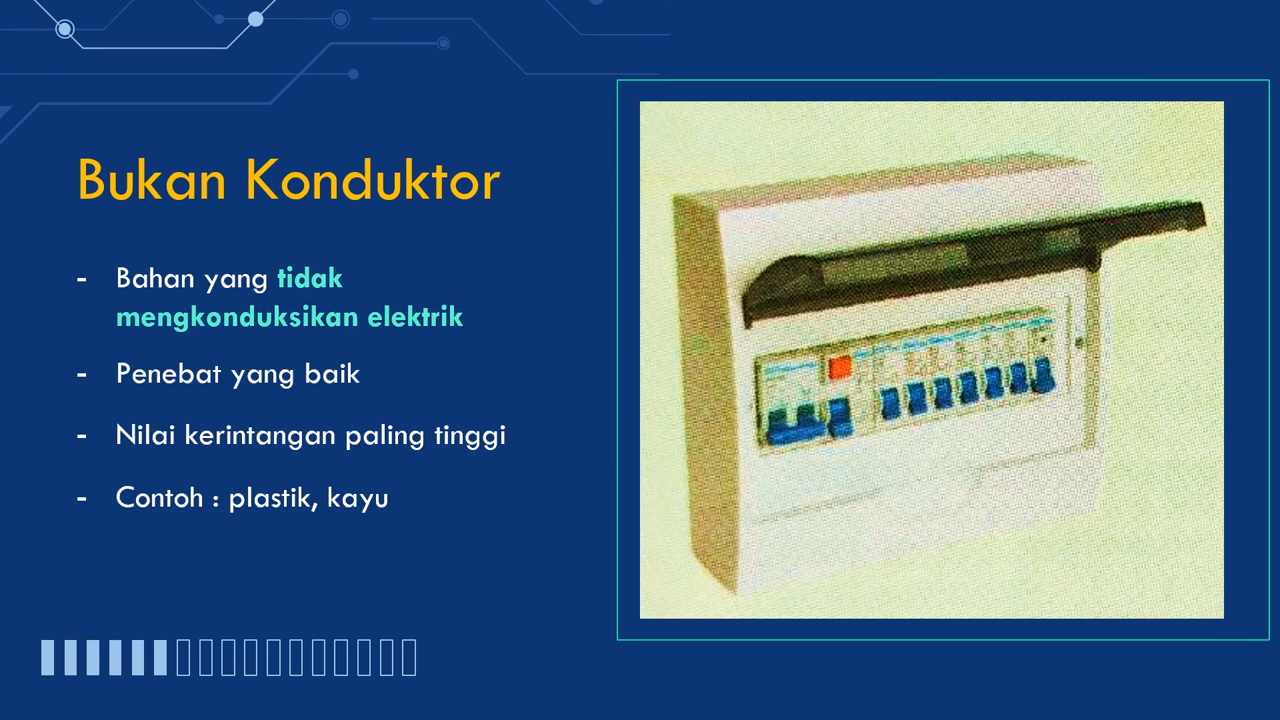 Bukan Konduktor
- Bahan yang tidak
mengkonduksikan elektrik
- Penebat yang baik
- Nilai kerintangan paling tinggi
- Contoh : plastik, kayu